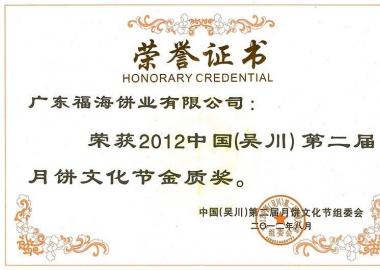 荣誉证书
HONORARY CREDENTIAL
广东福海饼业有限公司：
荣获2012中国(吴川)第二届
月饼文化节金质奖。
中国(吴川)第二届月饼文化节组委会
二〇一二年八月
组委会